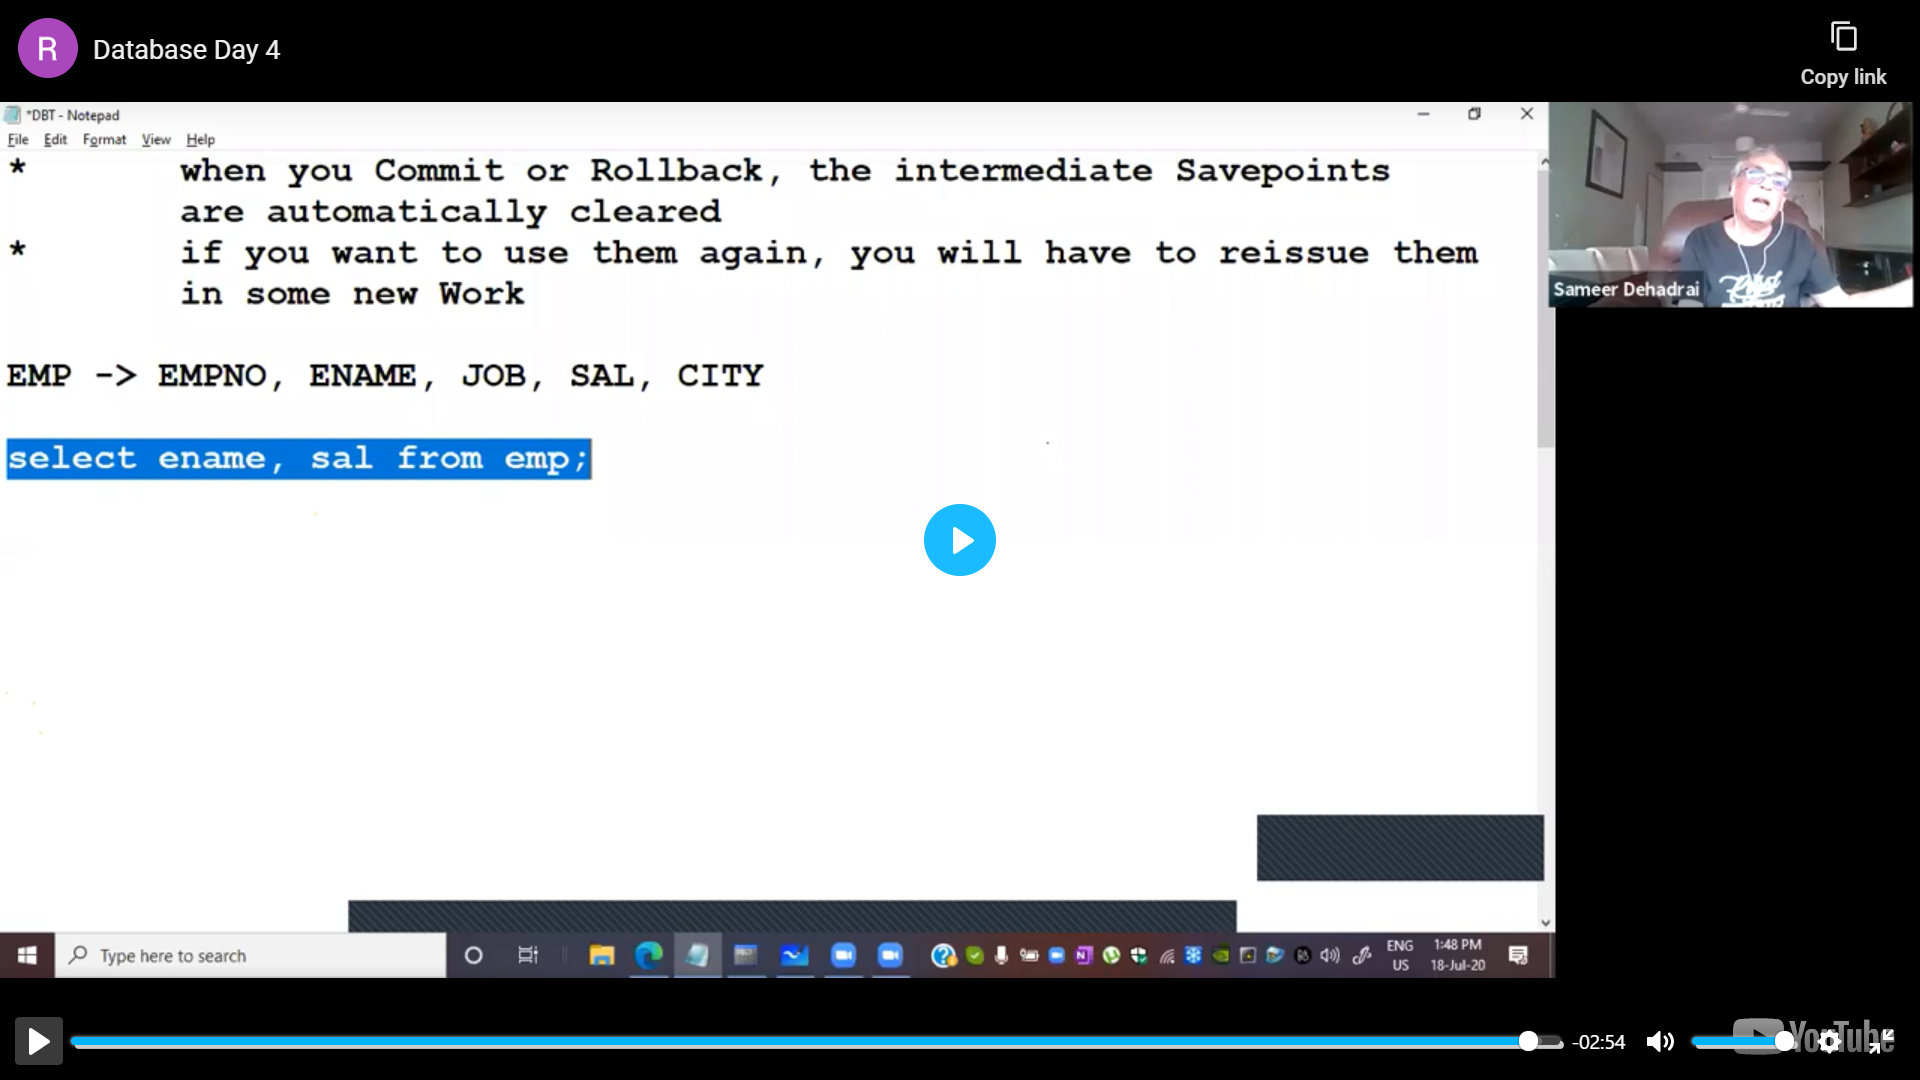 R Database Day 4
Copy link
*DBT - Notepad
File Edit Format View Help
* when you Commit or Rollback, the intermediate Savepoints
are automatically cleared
* if you want to use them again, you will have to reissue them
in some new Work
EMP -> EMPNO, ENAME, JOB, SAL, CITY
select ename, sal from emp;
Sameer Dehadrai
Type here to search
ENG
US
1:48 PM
18-Jul-20
-02:54
YouTube